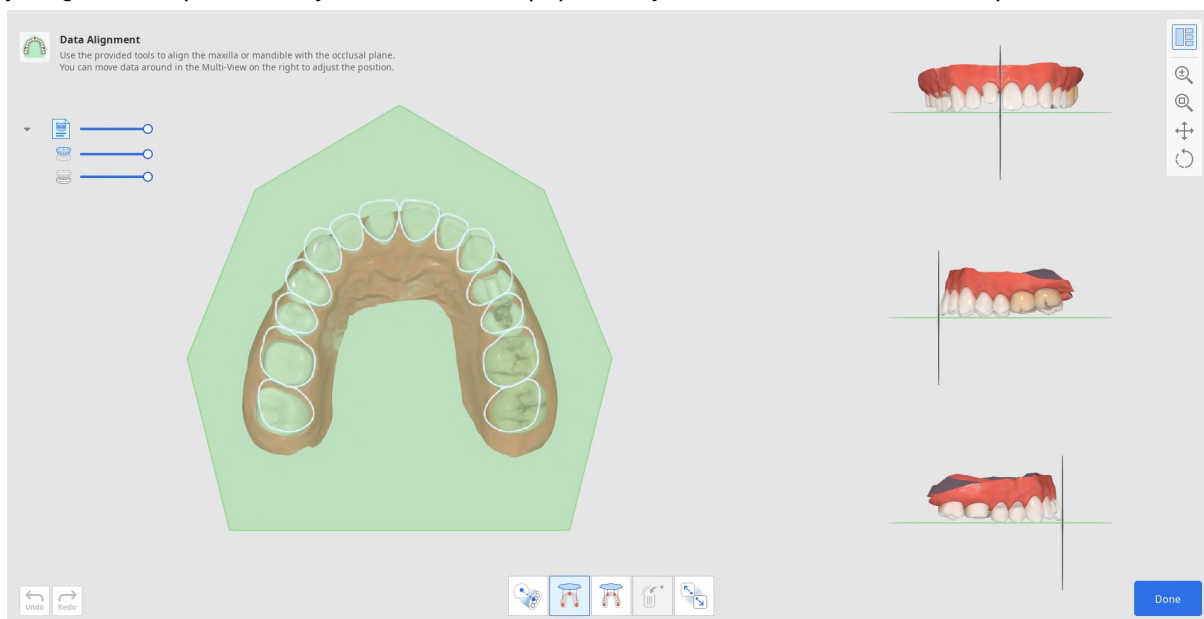 Data Alignment
Use the provided tools to align the maxilla or mandible with the occlusal plane.
You can move data around in the Multi-View on the right to adjust the position.
Undo
Redo
Done